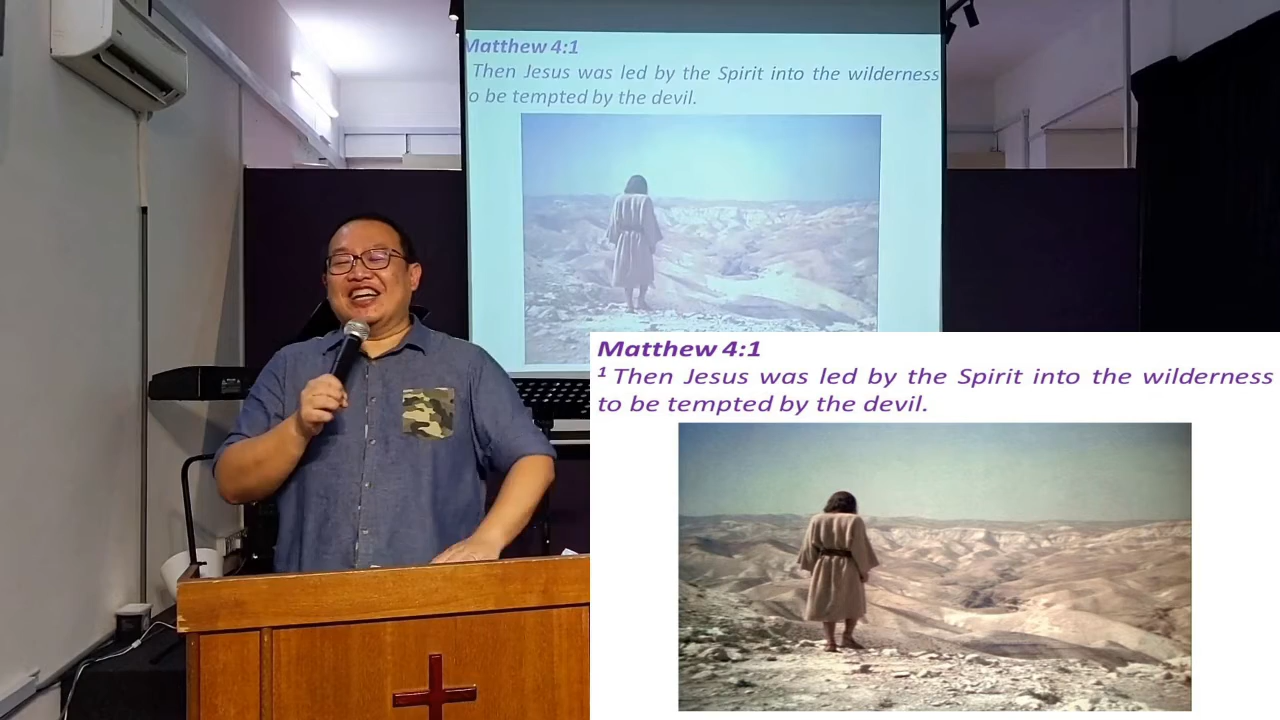 Matthew 4:1
Then Jesus was led by the Spirit into the wilderness
o be tempted by the devil.
Matthew 4:1
1 Then Jesus was led by the Spirit into the wilderness
to be tempted by the devil.